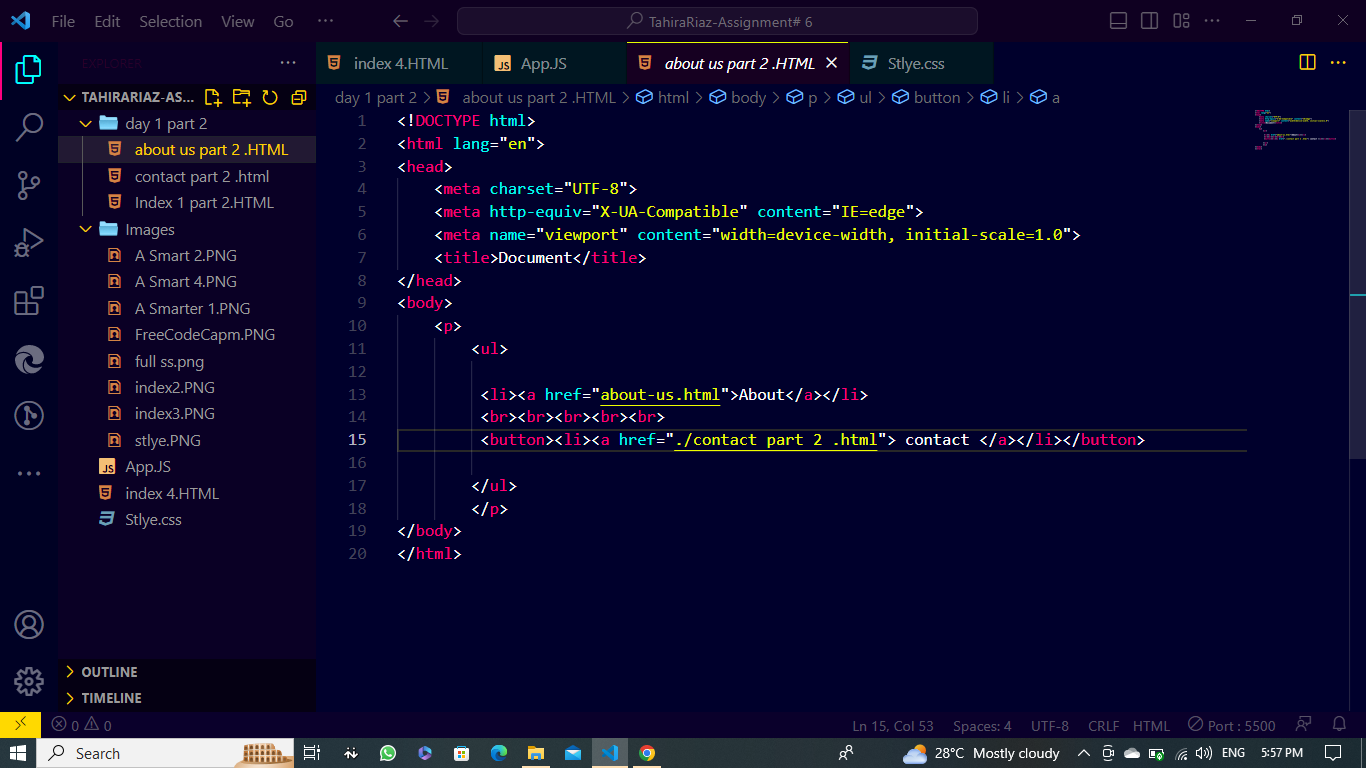 File Edit Selection View Go ··· TahiraRiaz-Assignment# 6
EXPLORER
TAHIRARIAZ-AS...
day 1 part 2
about us part 2 .HTML
contact part 2 .html
Index 1 part 2.HTML
Images
A Smart 2.PNG
A Smart 4.PNG
A Smarter 1.PNG
FreeCodeCapm.PNG
full ss.png
index2.PNG
index3.PNG
stlye.PNG
JS App.JS
index 4.HTML
Stlye.css
OUTLINE
TIMELINE
index 4.HTML JS App.JS about us part 2 .HTML Stlye.css
day 1 part 2 > about us part 2 .HTML > html > body > p > ul > button > li > a
1 <!DOCTYPE html>
2 <html lang="en">
3 <head>
4 <meta charset="UTF-8">
5 <meta http-equiv="X-UA-Compatible" content="IE=edge">
6 <meta name="viewport" content="width=device-width, initial-scale=1.0">
7 <title>Document</title>
8 </head>
9 <body>
10 <p>
11 <ul>
12
13 <li><a href="about-us.html">About</a></li>
14 <br><br><br><br><br>
15 <button><li><a href="./contact part 2 .html"> contact </a></li></button>
16
17 </ul>
18 </p>
19 </body>
20 </html>
0 0 Ln 15, Col 53 Spaces: 4 UTF-8 CRLF HTML Port : 5500
Search 28°C Mostly cloudy ENG 5:57 PM